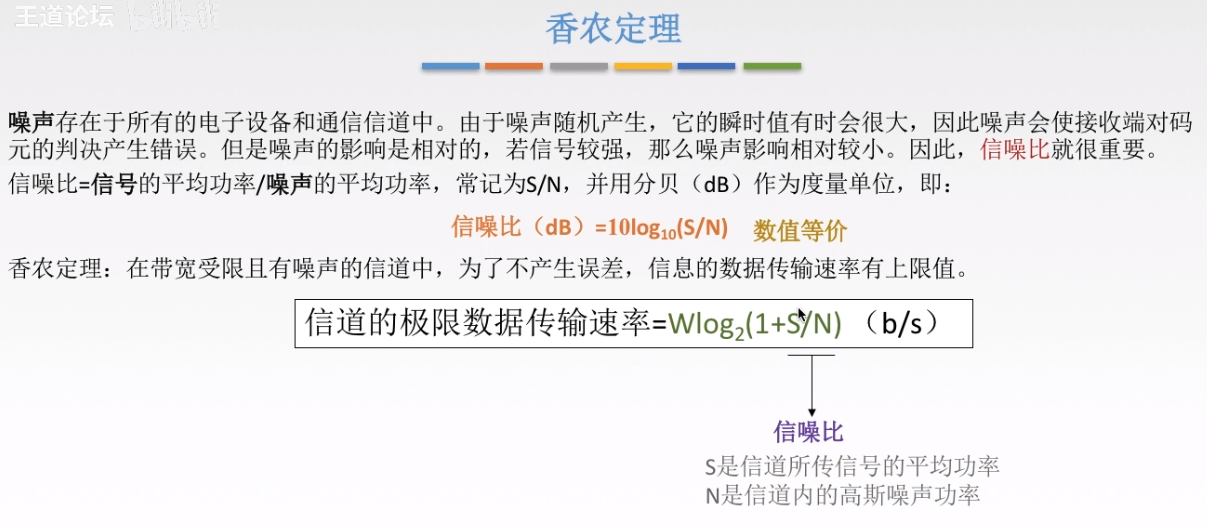 王道论坛
香农定理
噪声存在于所有的电子设备和通信信道中。由于噪声随机产生，它的瞬时值有时会很大，因此噪声会使接收端对码
元的判决产生错误。但是噪声的影响是相对的，若信号较强，那么噪声影响相对较小。因此，信噪比就很重要。
信噪比=信号的平均功率/噪声的平均功率，常记为S/N，并用分贝（dB）作为度量单位，即：
信噪比（dB）=10log₁₀(S/N) 数值等价
香农定理：在带宽受限且有噪声的信道中，为了不产生误差，信息的数据传输速率有上限值。
信道的极限数据传输速率=Wlog₂(1+S/N) （b/s）
信噪比
S是信道所传信号的平均功率
N是信道内的高斯噪声功率